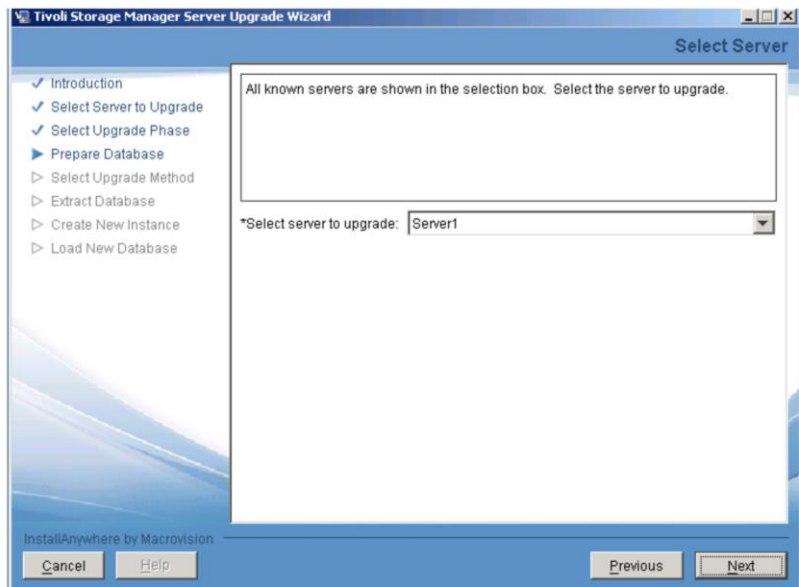 Tivoli Storage Manager Server Upgrade Wizard
Select Server
Introduction
Select Server to Upgrade
Select Upgrade Phase
Prepare Database
Select Upgrade Method
Extract Database
Create New Instance
Load New Database
All known servers are shown in the selection box. Select the server to upgrade.
*Select server to upgrade:
Server1
InstallAnywhere by Macrovision
Cancel
Help
Previous
Next